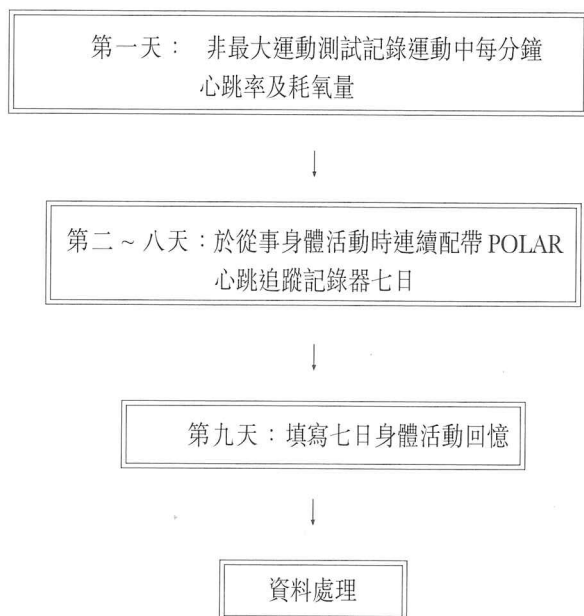 第一天： 非最大運動測試記錄運動中每分鐘
心跳率及耗氧量
第二～八天：於從事身體活動時連續配帶 POLAR
心跳追蹤記錄器七日
第九天：填寫七日身體活動回憶
資料處理